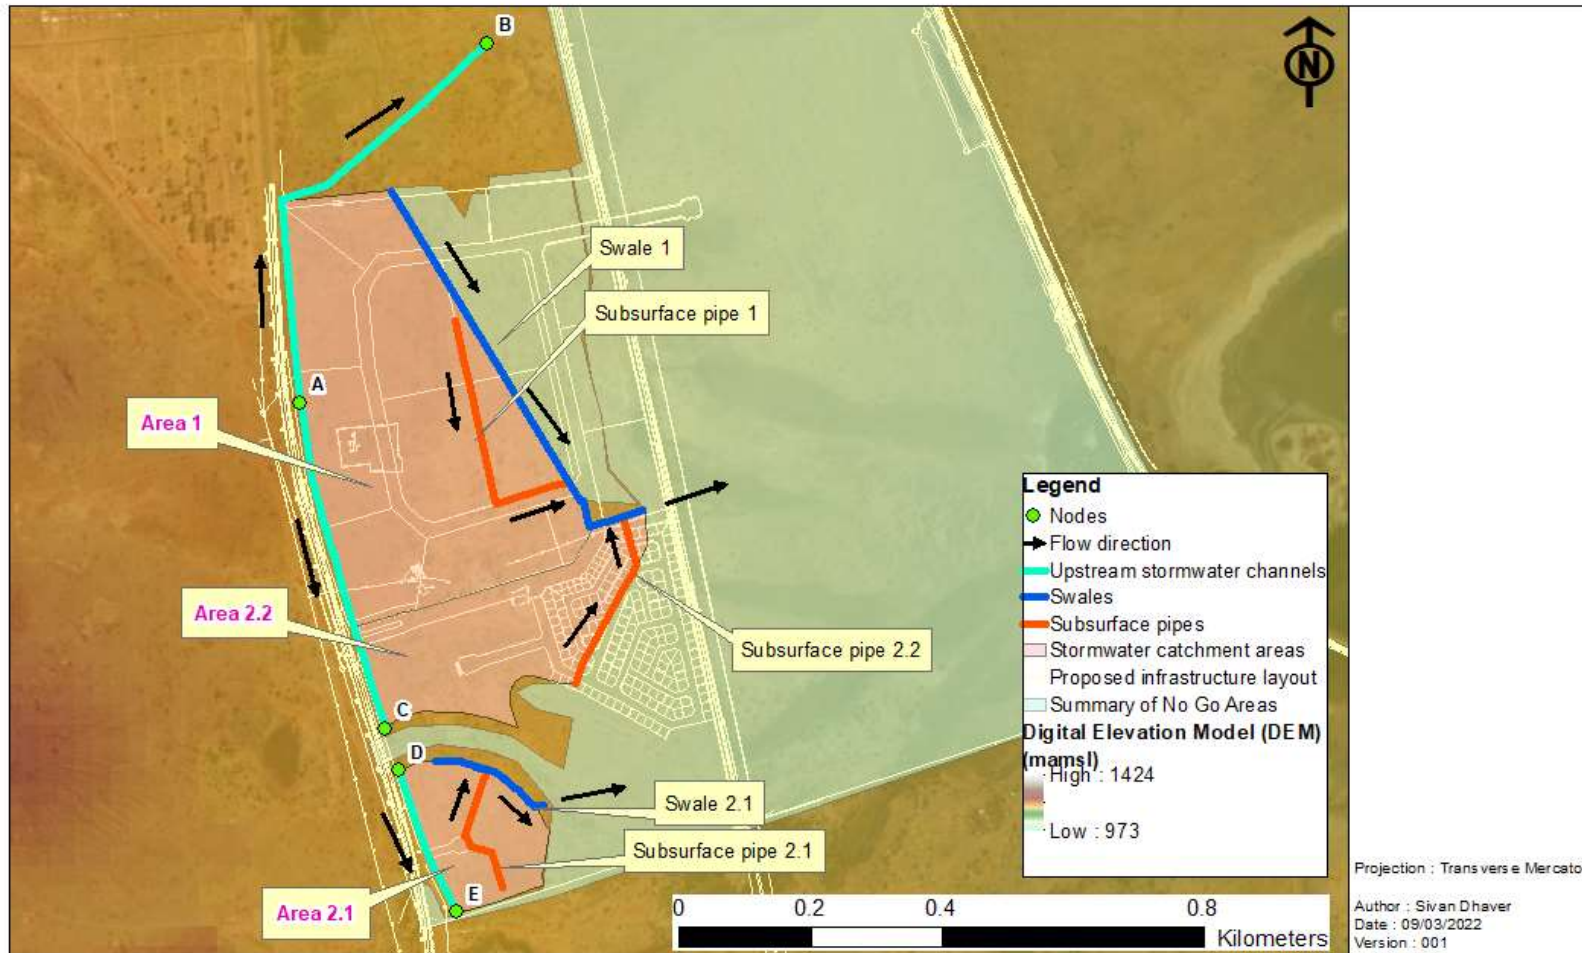 B
N
Swale 1
Subsurface pipe 1
A
Area 1
Area 2.2
Subsurface pipe 2.2
C
D
Swale 2.1
Subsurface pipe 2.1
E
Area 2.1
Legend
Nodes
Flow direction
Upstream stormwater channels
Swales
Subsurface pipes
Stormwater catchment areas
Proposed infrastructure layout
Summary of No Go Areas
Digital Elevation Model (DEM)
(mamsl)
High : 1424
Low : 973
0 0.2 0.4 0.8
Kilometers
Projection : Transverse Mercato
Author : Sivan Dhaver
Date : 09/03/2022
Version : 001